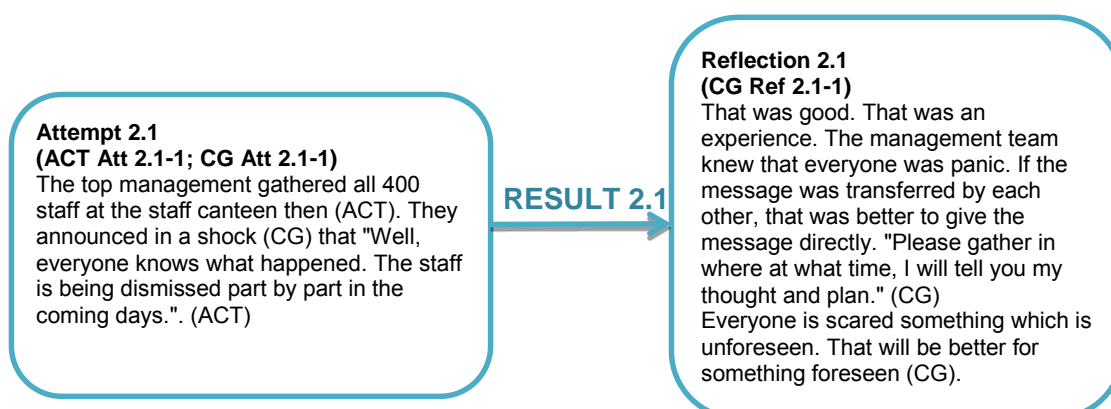 Attempt 2.1
(ACT Att 2.1-1; CG Att 2.1-1)
The top management gathered all 400
staff at the staff canteen then (ACT). They
announced in a shock (CG) that "Well,
everyone knows what happened. The staff
is being dismissed part by part in the
coming days.". (ACT)
RESULT 2.1
Reflection 2.1
(CG Ref 2.1-1)
That was good. That was an
experience. The management team
knew that everyone was panic. If the
message was transferred by each
other, that was better to give the
message directly. "Please gather in
where at what time, I will tell you my
thought and plan." (CG)
Everyone is scared something which is
unforeseen. That will be better for
something foreseen (CG).